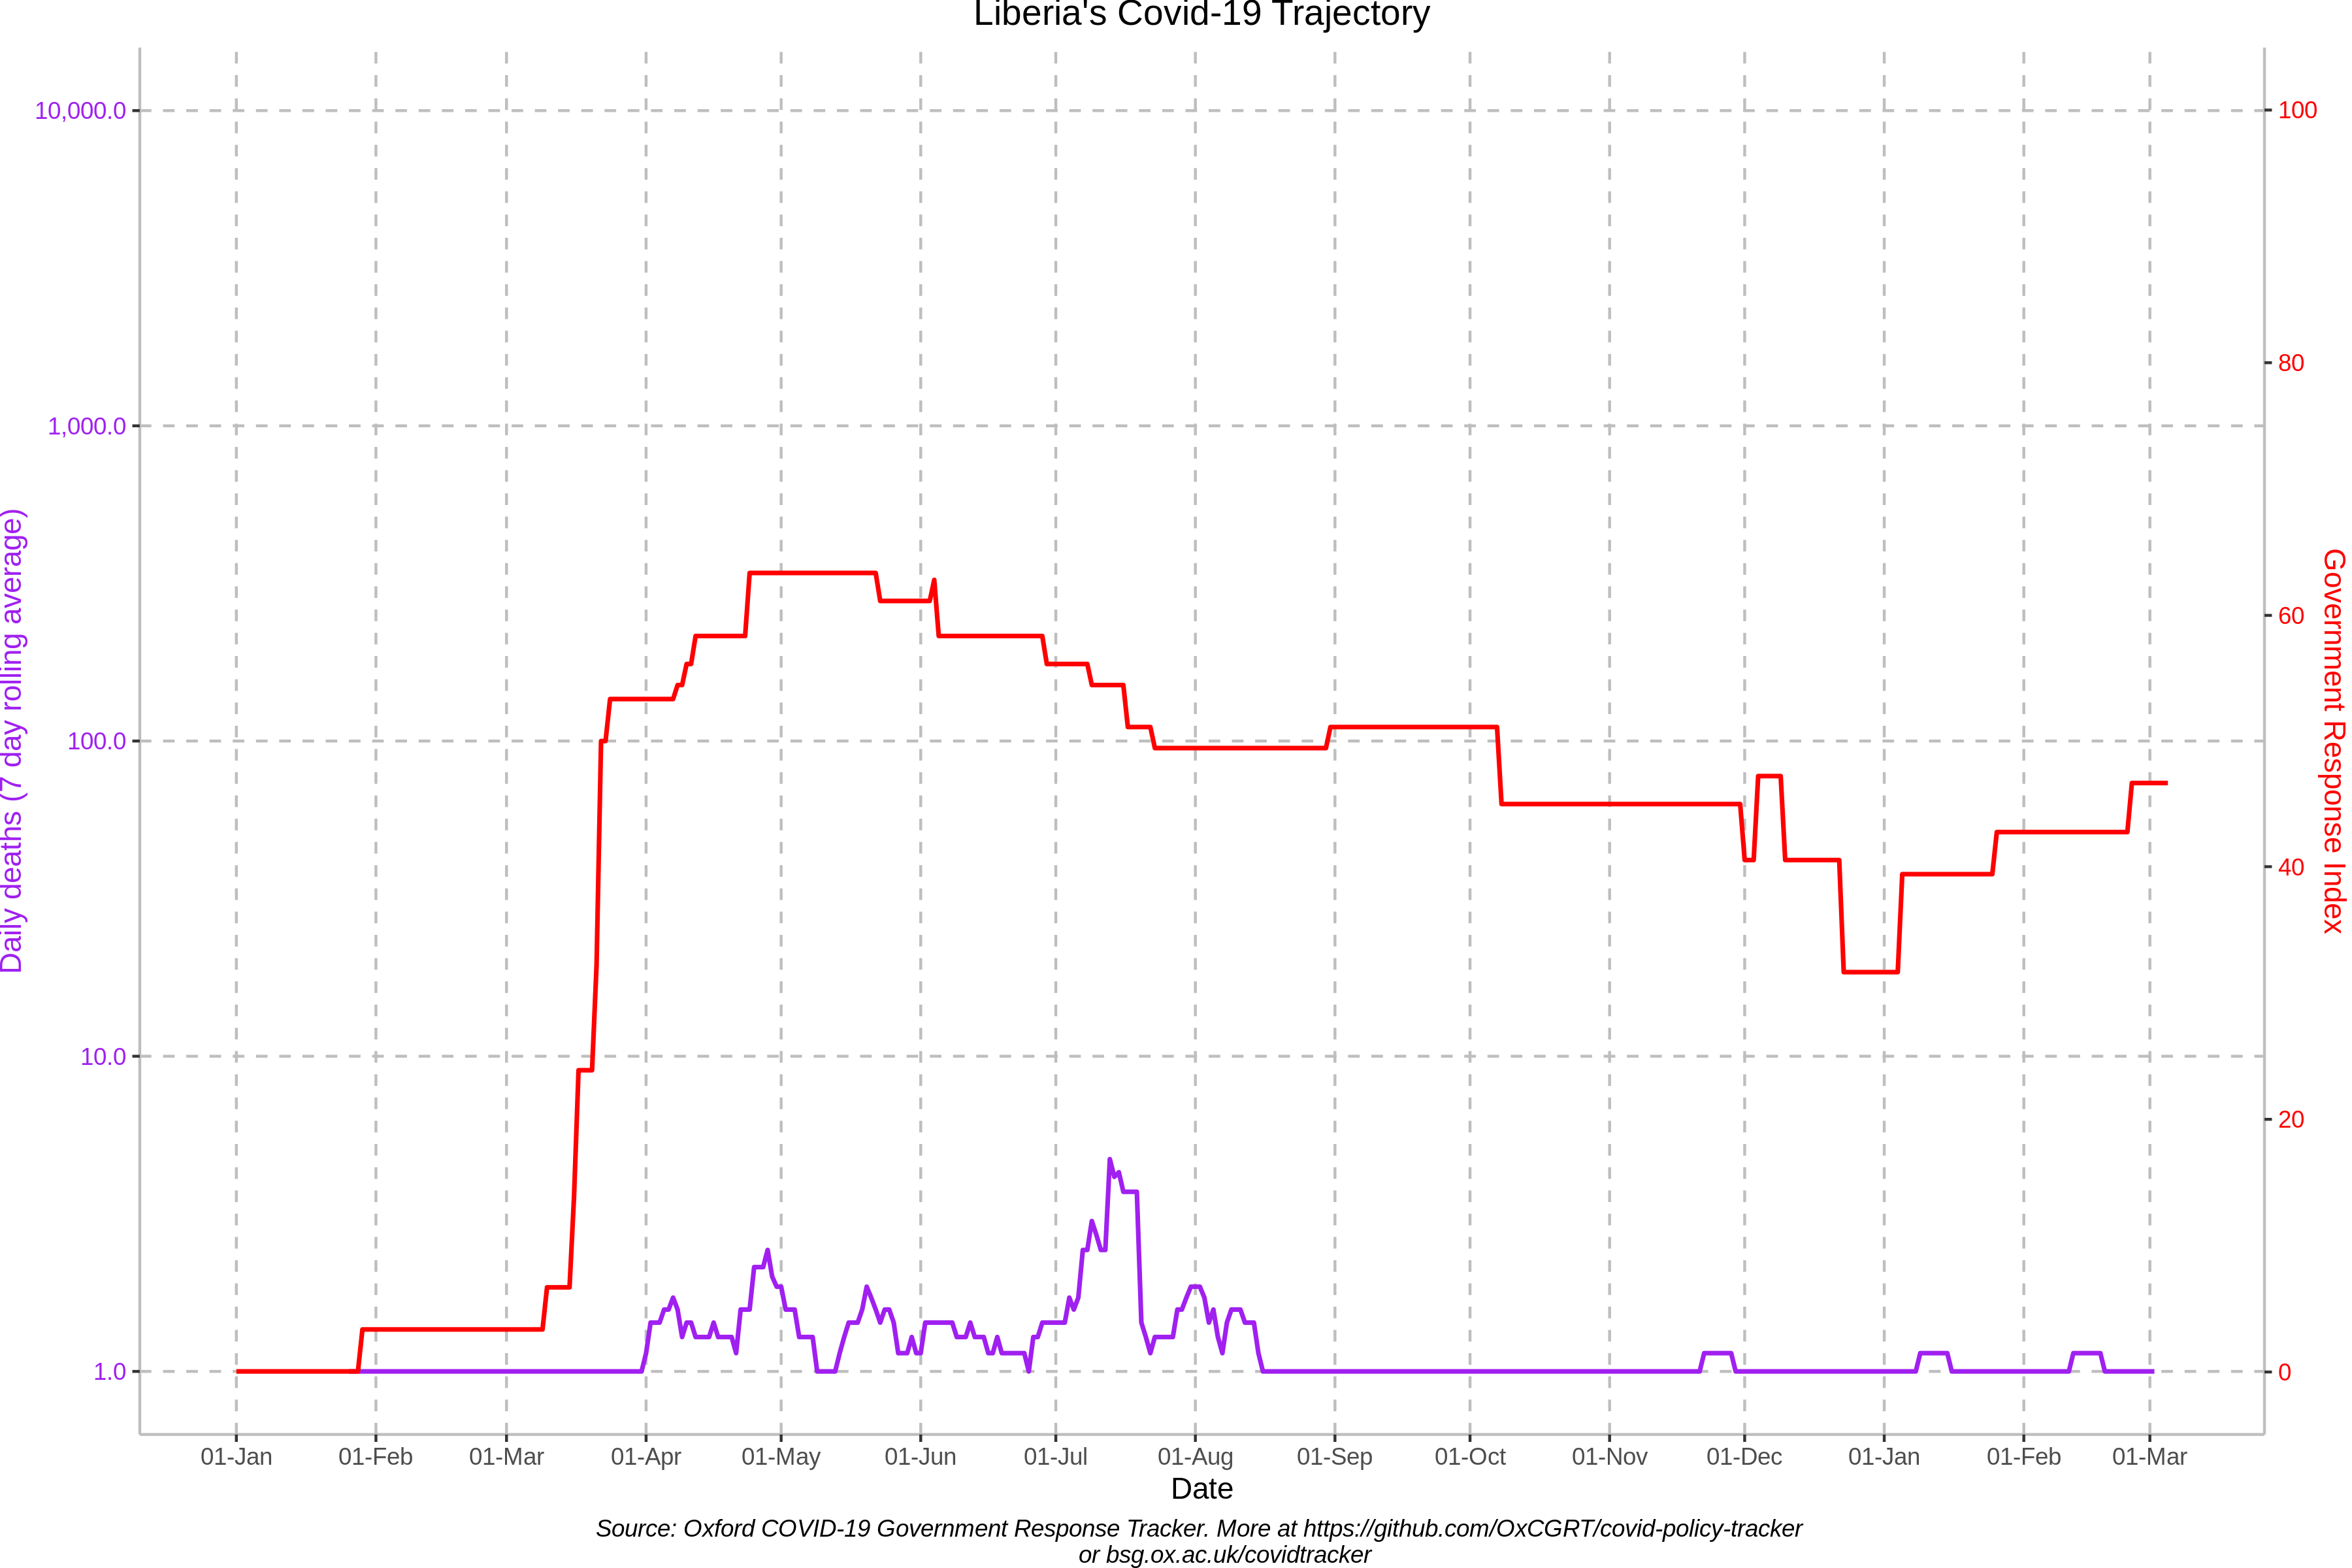 Liberia's Covid-19 Trajectory
10,000.0
1,000.0
100.0
10.0
1.0
Daily deaths (7 day rolling average)
100
80
60
40
20
0
Government Response Index
01-Jan 01-Feb 01-Mar 01-Apr 01-May 01-Jun 01-Jul 01-Aug 01-Sep 01-Oct 01-Nov 01-Dec 01-Jan 01-Feb 01-Mar
Date
Source: Oxford COVID-19 Government Response Tracker. More at https://github.com/OxCGRT/covid-policy-tracker
or bsg.ox.ac.uk/covidtracker